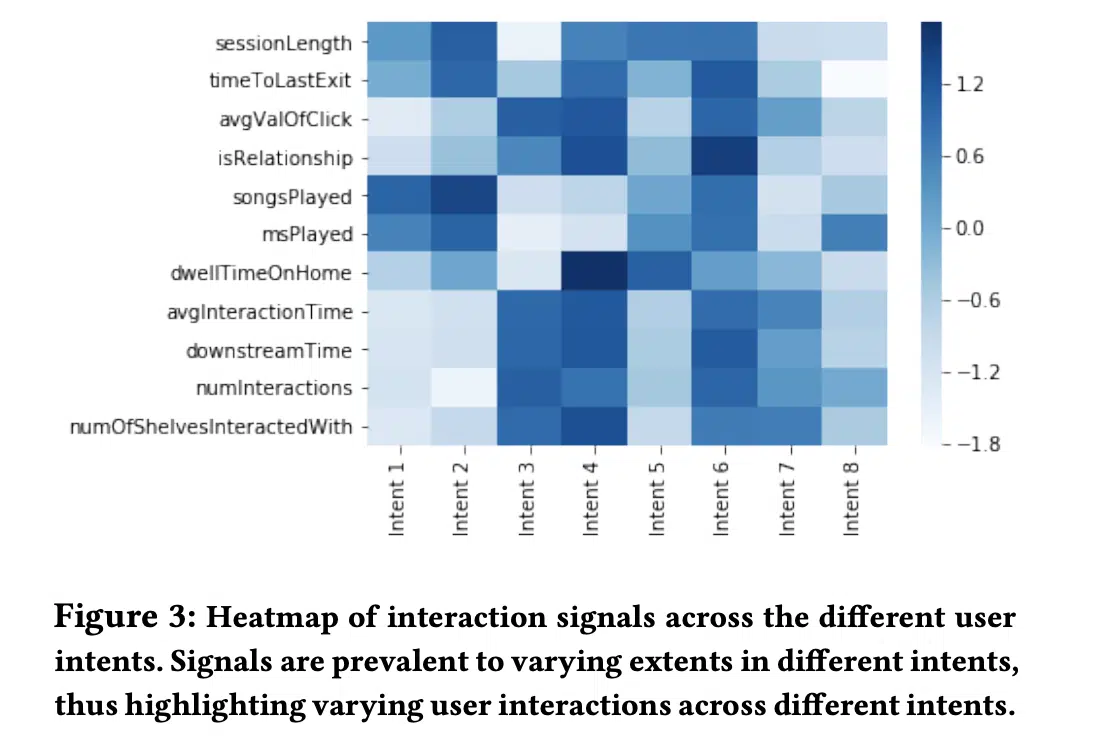 sessionLength
timeToLastExit
avgValOfClick
isRelationship
songsPlayed
msPlayed
dwellTimeOnHome
avgInteractionTime
downstreamTime
numInteractions
numOfShelvesInteractedWith
Intent 1
Intent 2
Intent 3
Intent 4
Intent 5
Intent 6
Intent 7
Intent 8
1.2
0.6
0.0
−0.6
−1.2
−1.8
Figure 3: Heatmap of interaction signals across the different user
intents. Signals are prevalent to varying extents in different intents,
thus highlighting varying user interactions across different intents.